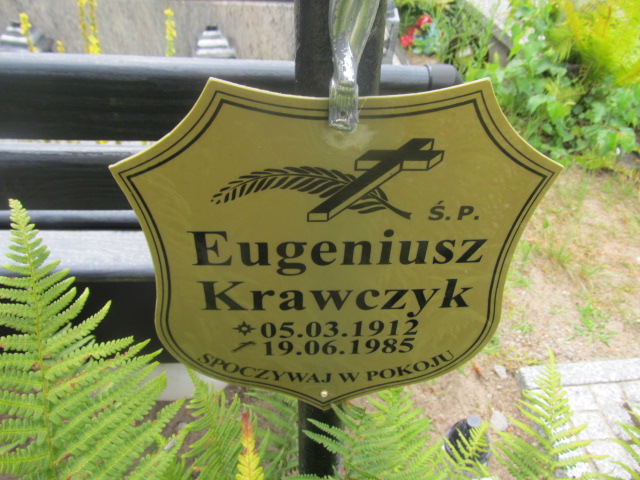 Ś.P.
Eugeniusz
Krawczyk
05.03.1912
19.06.1985
SPOCZYWAJ W POKOJU